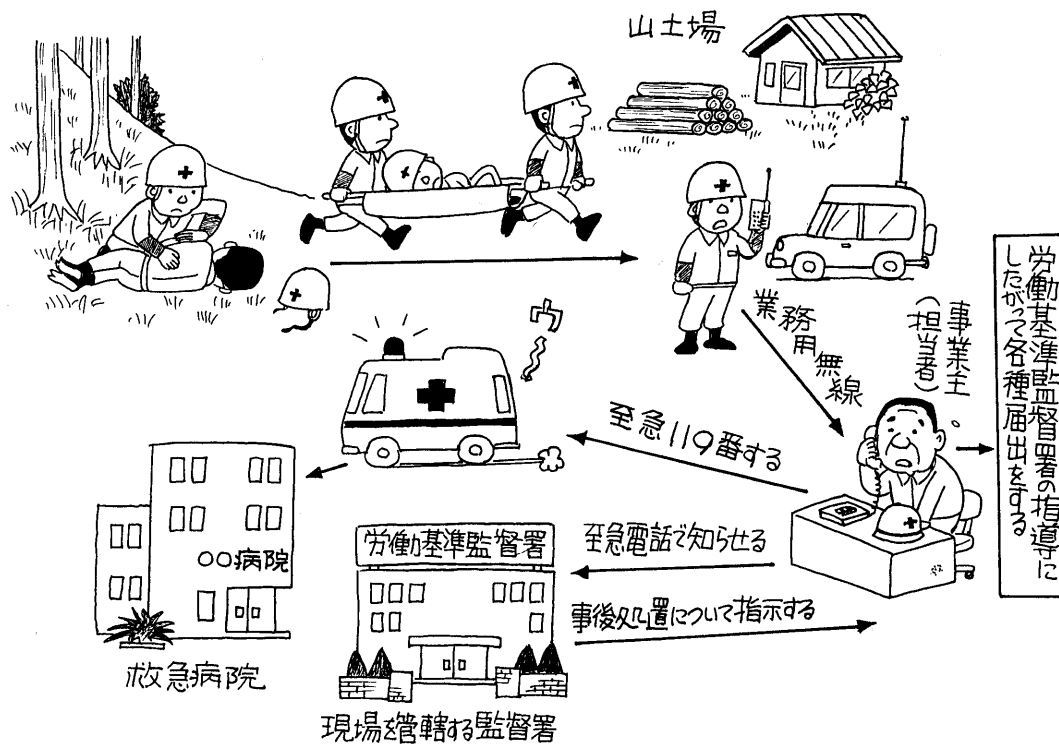 山土場
業務用無線
事業主
(担当者)
労働基準監督署の指導に
したがって各種届出をする
ウ〜
至急119番する
至急電話で知らせる
事後処置について指示する
○○病院
救急病院
労働基準監督署
現場を管轄する監督署